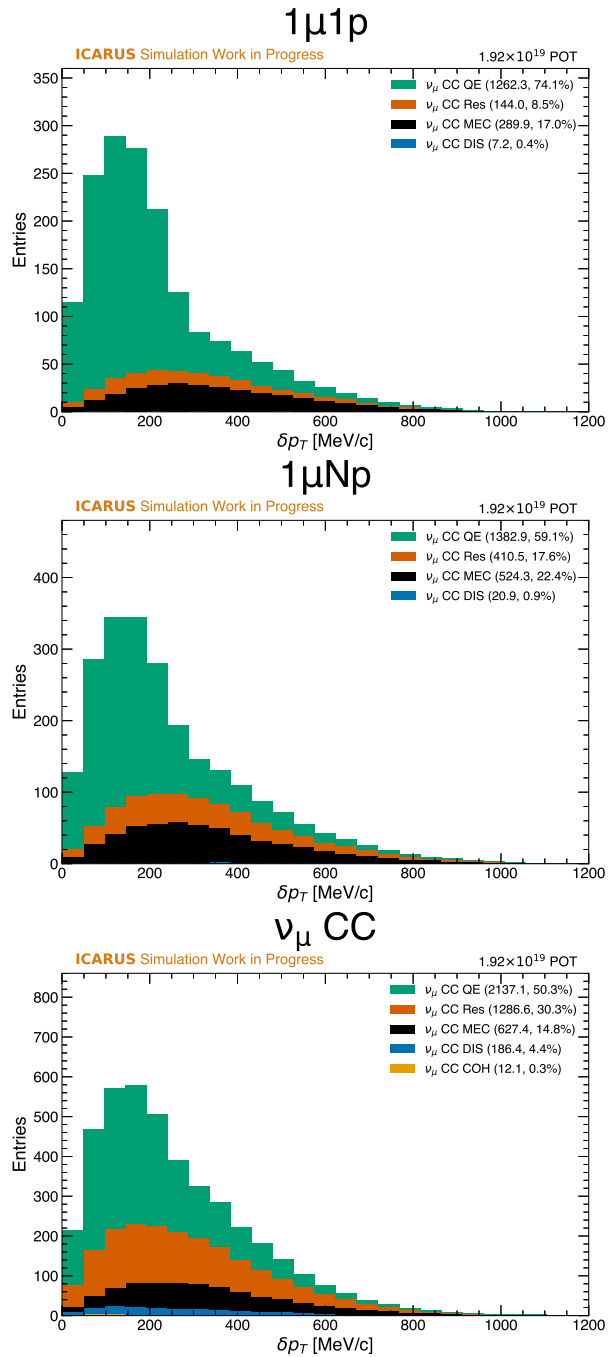 1μ1p
ICARUS Simulation Work in Progress 1.92×10¹⁹ POT
350
300
250
200
150
100
50
0
Entries
ν_μ CC QE (1262.3, 74.1%)
ν_μ CC Res (144.0, 8.5%)
ν_μ CC MEC (289.9, 17.0%)
ν_μ CC DIS (7.2, 0.4%)
0 200 400 600 800 1000 1200
δp_T [MeV/c]
1μNp
ICARUS Simulation Work in Progress 1.92×10¹⁹ POT
400
300
200
100
0
Entries
ν_μ CC QE (1382.9, 59.1%)
ν_μ CC Res (410.5, 17.6%)
ν_μ CC MEC (524.3, 22.4%)
ν_μ CC DIS (20.9, 0.9%)
0 200 400 600 800 1000 1200
δp_T [MeV/c]
ν_μ CC
ICARUS Simulation Work in Progress 1.92×10¹⁹ POT
800
700
600
500
400
300
200
100
0
Entries
ν_μ CC QE (2137.1, 50.3%)
ν_μ CC Res (1286.6, 30.3%)
ν_μ CC MEC (627.4, 14.8%)
ν_μ CC DIS (186.4, 4.4%)
ν_μ CC COH (12.1, 0.3%)
0 200 400 600 800 1000 1200
δp_T [MeV/c]